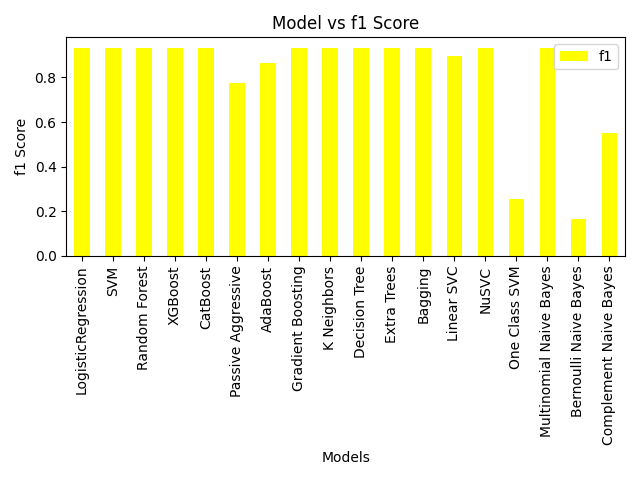 Model vs f1 Score
f1
f1 Score
0.8
0.6
0.4
0.2
0.0
LogisticRegression
SVM
Random Forest
XGBoost
CatBoost
Passive Aggressive
AdaBoost
Gradient Boosting
K Neighbors
Decision Tree
Extra Trees
Bagging
Linear SVC
NuSVC
One Class SVM
Multinomial Naive Bayes
Bernoulli Naive Bayes
Complement Naive Bayes
Models